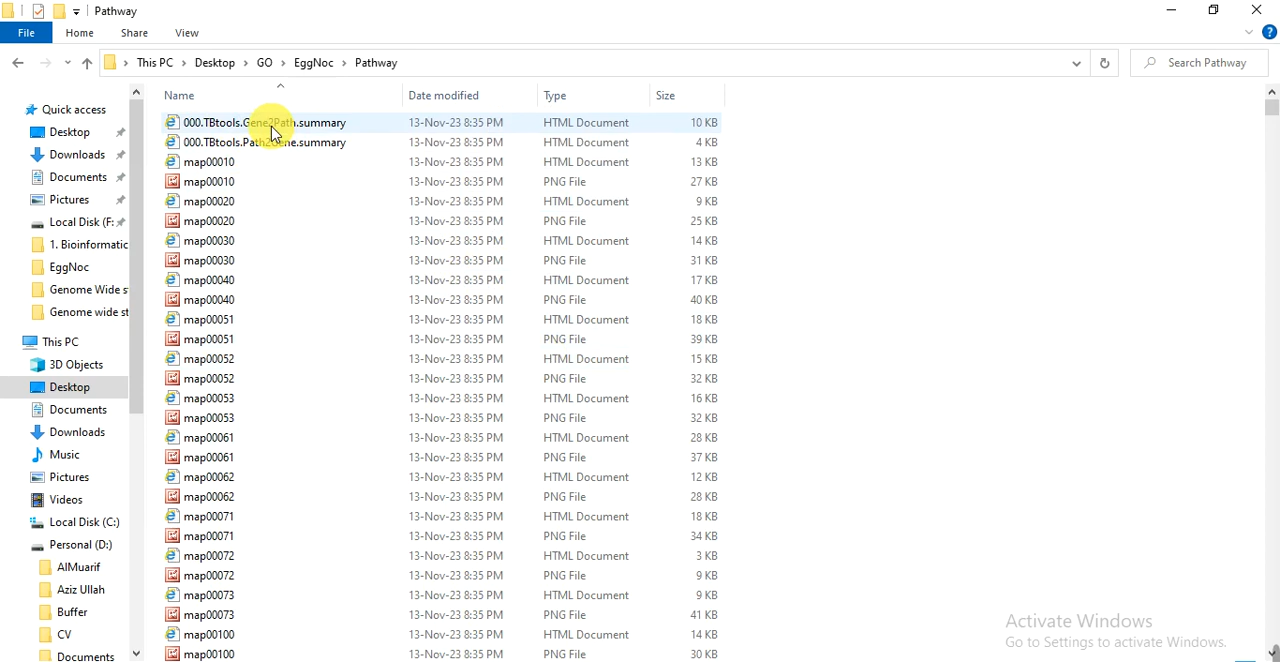 Pathway
File Home Share View
This PC > Desktop > GO > EggNoc > Pathway
Search Pathway
Name Date modified Type Size
Quick access
Desktop
Downloads
Documents
Pictures
Local Disk (F:
1. Bioinformatic
EggNoc
Genome Wide s
Genome wide st
This PC
3D Objects
Desktop
Documents
Downloads
Music
Pictures
Videos
Local Disk (C:)
Personal (D:)
AlMuarif
Aziz Ullah
Buffer
CV
Documents
000.TBtools.Gene2Path.summary 13-Nov-23 8:35 PM HTML Document 10 KB
000.TBtools.Path2Gene.summary 13-Nov-23 8:35 PM HTML Document 4 KB
map00010 13-Nov-23 8:35 PM HTML Document 13 KB
map00010 13-Nov-23 8:35 PM PNG File 27 KB
map00020 13-Nov-23 8:35 PM HTML Document 9 KB
map00020 13-Nov-23 8:35 PM PNG File 25 KB
map00030 13-Nov-23 8:35 PM HTML Document 14 KB
map00030 13-Nov-23 8:35 PM PNG File 31 KB
map00040 13-Nov-23 8:35 PM HTML Document 17 KB
map00040 13-Nov-23 8:35 PM PNG File 40 KB
map00051 13-Nov-23 8:35 PM HTML Document 18 KB
map00051 13-Nov-23 8:35 PM PNG File 39 KB
map00052 13-Nov-23 8:35 PM HTML Document 15 KB
map00052 13-Nov-23 8:35 PM PNG File 32 KB
map00053 13-Nov-23 8:35 PM HTML Document 16 KB
map00053 13-Nov-23 8:35 PM PNG File 32 KB
map00061 13-Nov-23 8:35 PM HTML Document 28 KB
map00061 13-Nov-23 8:35 PM PNG File 37 KB
map00062 13-Nov-23 8:35 PM HTML Document 12 KB
map00062 13-Nov-23 8:35 PM PNG File 28 KB
map00071 13-Nov-23 8:35 PM HTML Document 18 KB
map00071 13-Nov-23 8:35 PM PNG File 34 KB
map00072 13-Nov-23 8:35 PM HTML Document 3 KB
map00072 13-Nov-23 8:35 PM PNG File 9 KB
map00073 13-Nov-23 8:35 PM HTML Document 9 KB
map00073 13-Nov-23 8:35 PM PNG File 41 KB
map00100 13-Nov-23 8:35 PM HTML Document 14 KB
map00100 13-Nov-23 8:35 PM PNG File 30 KB
Activate Windows
Go to Settings to activate Windows.